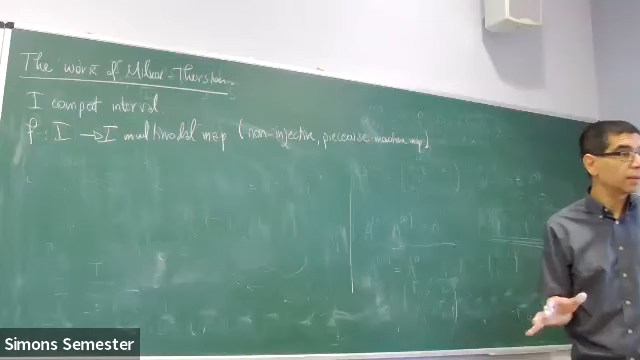 The work of Milnor-Thurston
I compact interval.
f: I → I multimodal map (non-injective, piecewise monotone map)
Simons Semester